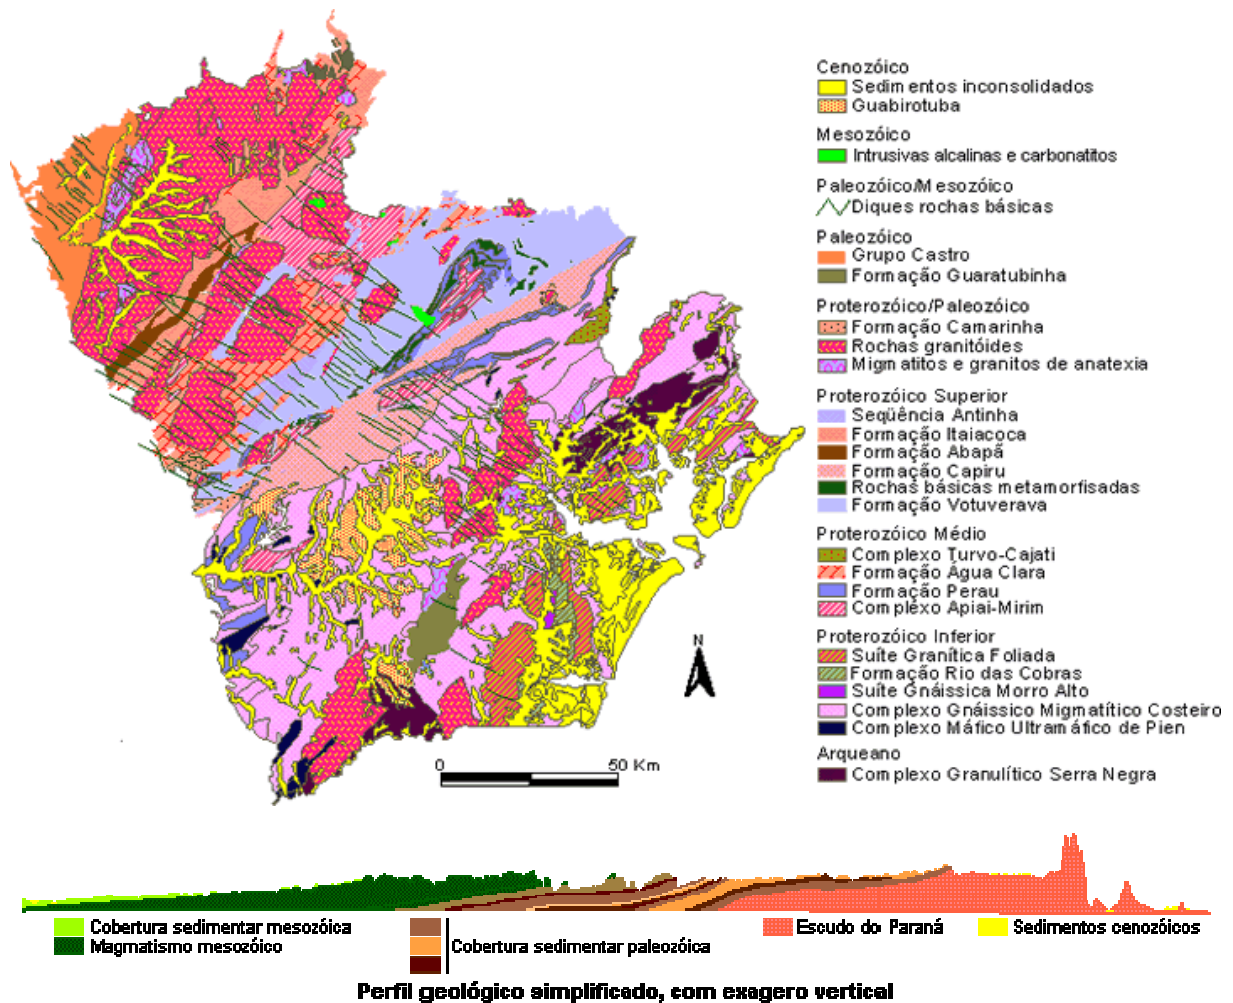 Cenozóico
Sedimentos inconsolidados
Guabirotuba
Mesozóico
Intrusivas alcalinas e carbonatitos
Paleozóico/Mesozóico
Diques rochas básicas
Paleozóico
Grupo Castro
Formação Guaratubinha
Proterozóico/Paleozóico
Formação Camarinha
Rochas granitóides
Migmatitos e granitos de anatexia
Proterozóico Superior
Seqüência Antinha
Formação Itaiacoca
Formação Abapã
Formação Capiru
Rochas básicas metamorfisadas
Formação Votuverava
Proterozóico Médio
Complexo Turvo-Cajati
Formação Água Clara
Formação Perau
Complexo Apiai-Mirim
Proterozóico Inferior
Suíte Granítica Foliada
Formação Rio das Cobras
Suíte Gnáissica Morro Alto
Complexo Gnáissico Migmatítico Costeiro
Complexo Máfico Ultramáfico de Pien
Arqueano
Complexo Granulítico Serra Negra
N
0 50 Km
Cobertura sedimentar mesozóica
Magmatismo mesozóico
Cobertura sedimentar paleozóica
Escudo do Paraná
Sedimentos cenozóicos
Perfil geológico simplificado, com exagero vertical